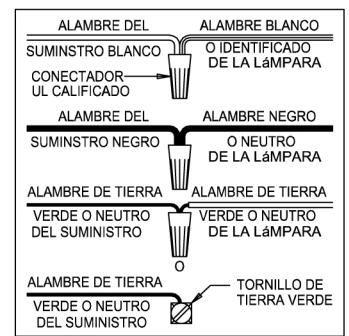 ALAMBRE DEL
SUMINSTRO BLANCO
ALAMBRE BLANCO
O IDENTIFICADO
DE LA LáMPARA
CONECTADOR
UL CALIFICADO
ALAMBRE DEL
SUMINSTRO NEGRO
ALAMBRE NEGRO
O NEUTRO
DE LA LáMPARA
ALAMBRE DE TIERRA
VERDE O NEUTRO
DEL SUMINISTRO
ALAMBRE DE TIERRA
VERDE O NEUTRO
DE LA LáMPARA
O
ALAMBRE DE TIERRA
VERDE O NEUTRO
DEL SUMINISTRO
TORNILLO DE
TIERRA VERDE